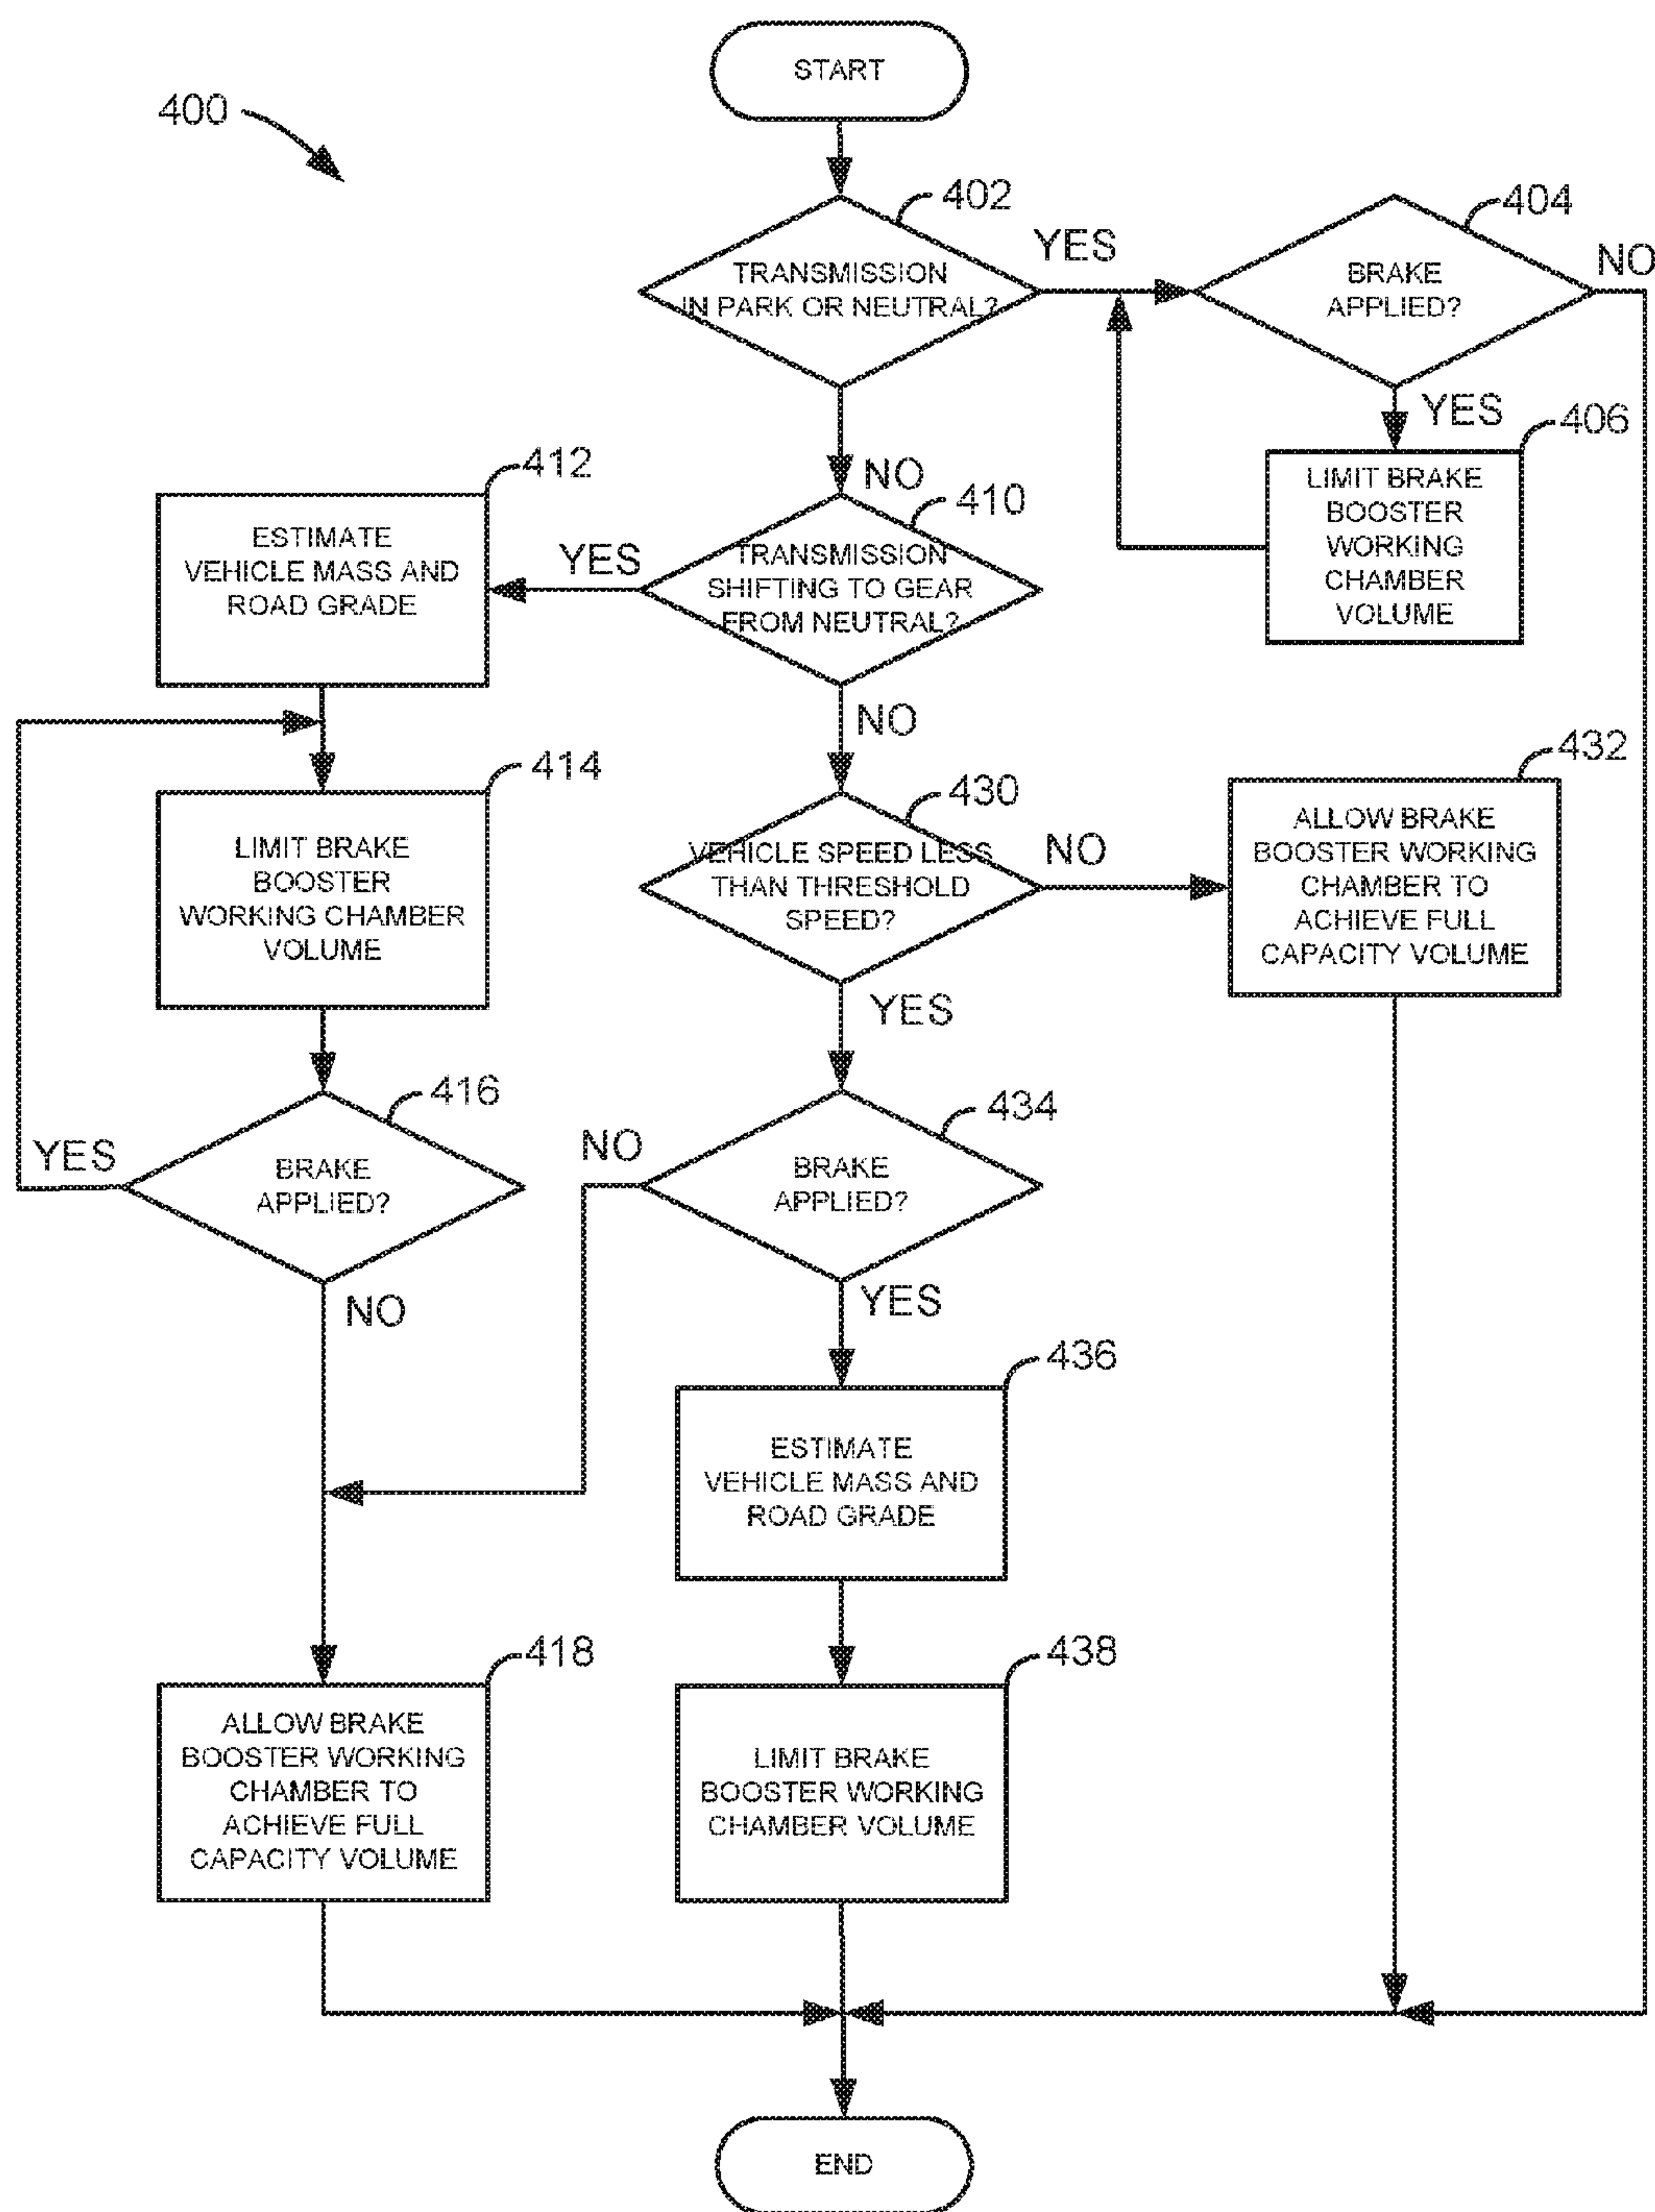 START
400
402
TRANSMISSION
IN PARK OR NEUTRAL?
YES
404
BRAKE
APPLIED?
NO
YES
406
LIMIT BRAKE
BOOSTER
WORKING
CHAMBER
VOLUME
NO
410
TRANSMISSION
SHIFTING TO GEAR
FROM NEUTRAL?
YES
412
ESTIMATE
VEHICLE MASS AND
ROAD GRADE
NO
414
LIMIT BRAKE
BOOSTER
WORKING CHAMBER
VOLUME
430
VEHICLE SPEED LESS
THAN THRESHOLD
SPEED?
NO
432
ALLOW BRAKE
BOOSTER WORKING
CHAMBER TO
ACHIEVE FULL
CAPACITY VOLUME
YES
416
BRAKE
APPLIED?
YES
NO
434
BRAKE
APPLIED?
NO
YES
436
ESTIMATE
VEHICLE MASS AND
ROAD GRADE
418
ALLOW BRAKE
BOOSTER WORKING
CHAMBER TO
ACHIEVE FULL
CAPACITY VOLUME
438
LIMIT BRAKE
BOOSTER WORKING
CHAMBER VOLUME
END